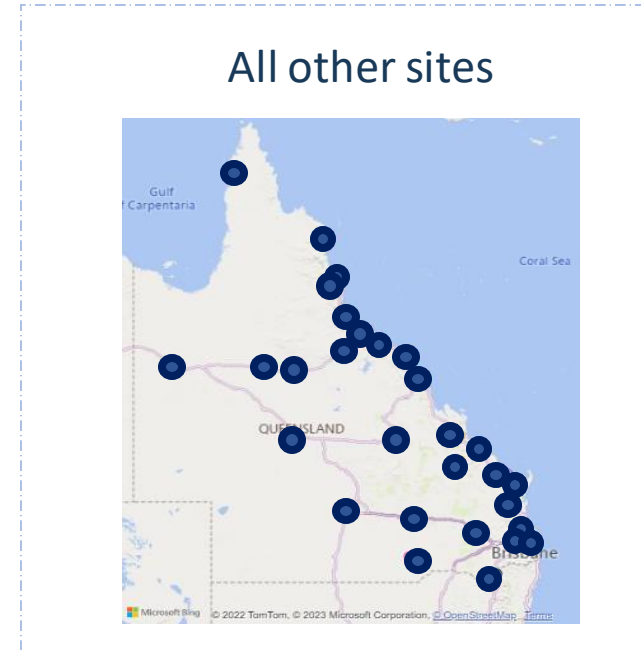 All other sites
Gulf
f Carpentaria
Coral Sea
QUEENSLAND
Brisbane
Microsoft Bing © 2022 TomTom, © 2023 Microsoft Corporation, © OpenStreetMap Terms